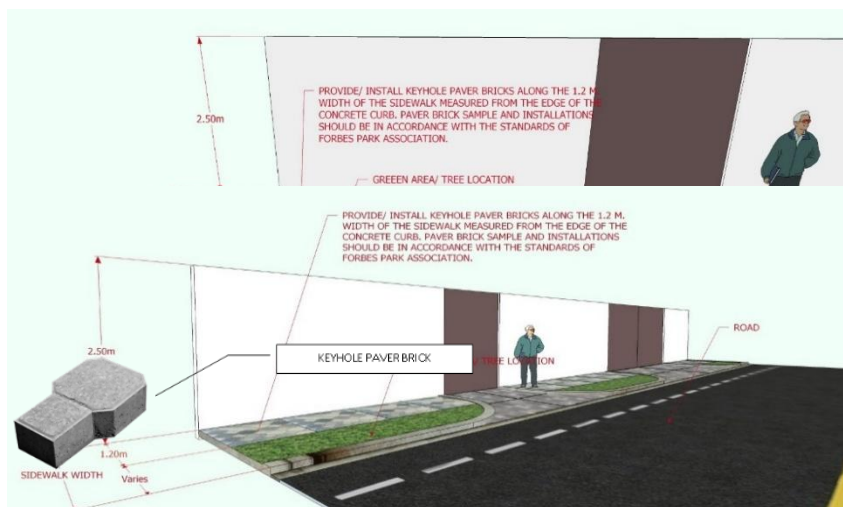 2.50m
PROVIDE/ INSTALL KEYHOLE PAVER BRICKS ALONG THE 1.2 M.
WIDTH OF THE SIDEWALK MEASURED FROM THE EDGE OF THE
CONCRETE CURB. PAVER BRICK SAMPLE AND INSTALLATIONS
SHOULD BE IN ACCORDANCE WITH THE STANDARDS OF
FORBES PARK ASSOCIATION.
GREEEN AREA/ TREE LOCATION
PROVIDE/ INSTALL KEYHOLE PAVER BRICKS ALONG THE 1.2 M.
WIDTH OF THE SIDEWALK MEASURED FROM THE EDGE OF THE
CONCRETE CURB. PAVER BRICK SAMPLE AND INSTALLATIONS
SHOULD BE IN ACCORDANCE WITH THE STANDARDS OF
FORBES PARK ASSOCIATION.
ROAD
2.50m
KEYHOLE PAVER BRICK
/ TREE LOCATION
1.20m
SIDEWALK WIDTH
Varies